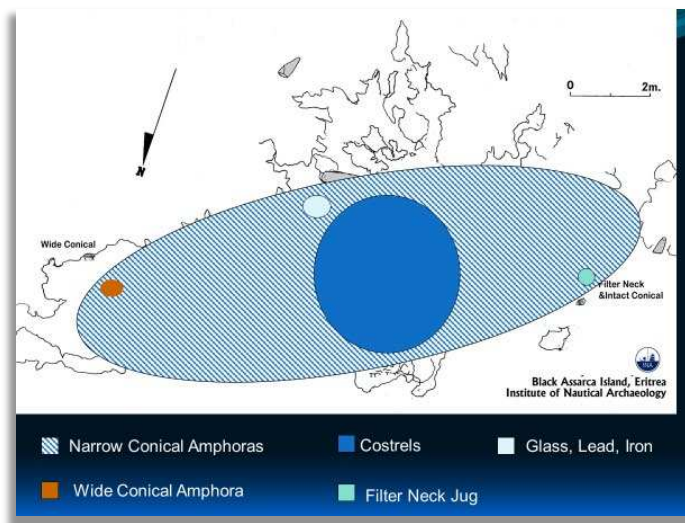 0 2m.
N
Wide Conical
Filter Neck
&Intact Conical
INA
Black Assarca Island, Eritrea
Institute of Nautical Archaeology
Narrow Conical Amphoras
Costrels
Glass, Lead, Iron
Wide Conical Amphora
Filter Neck Jug